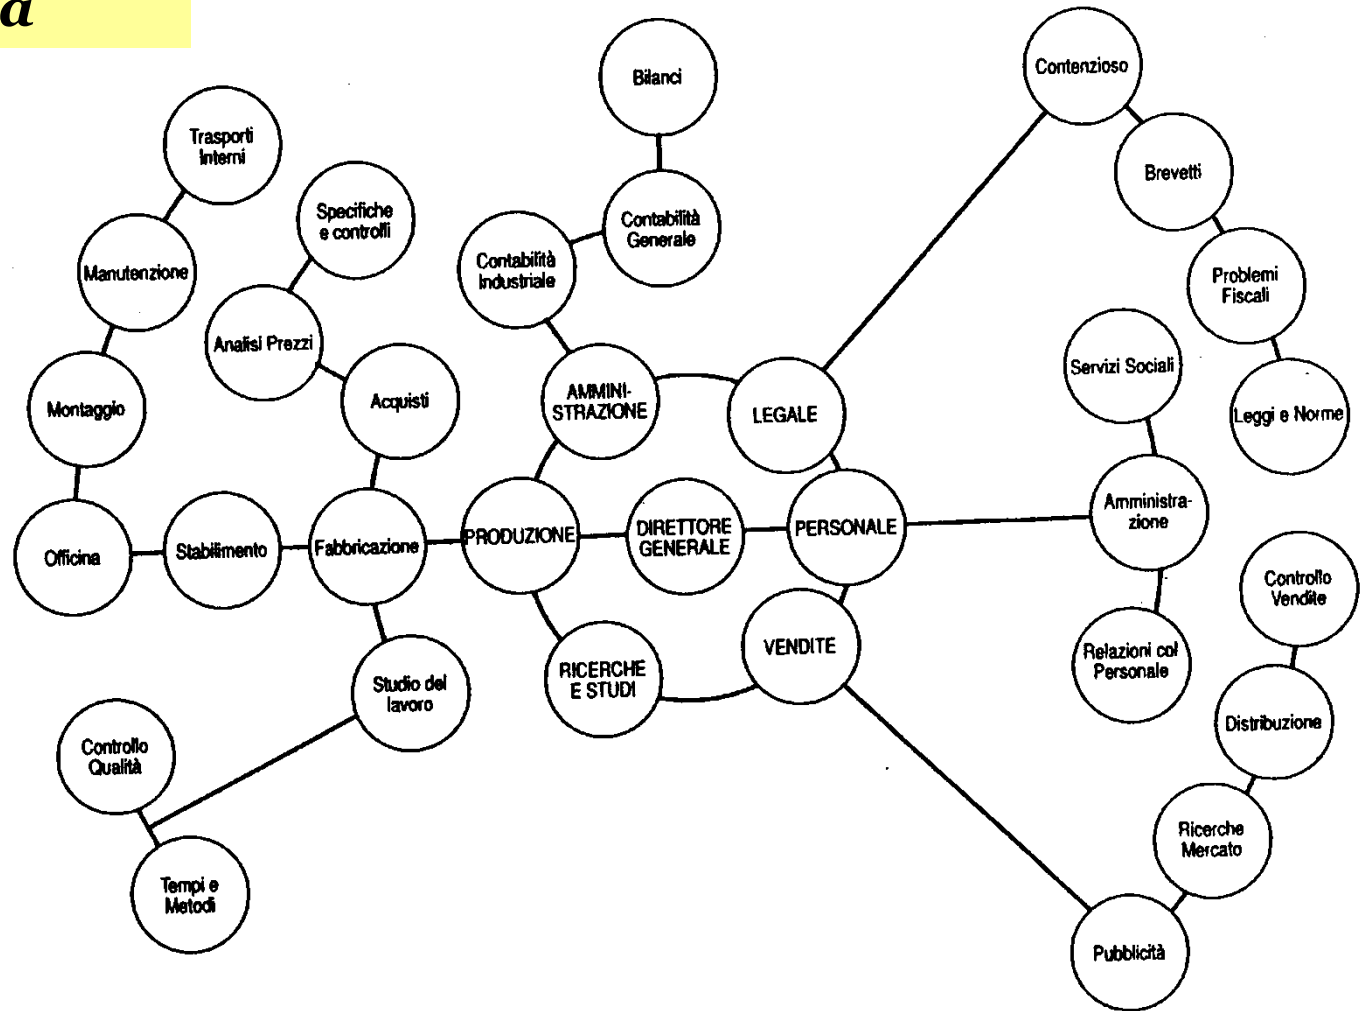 a
Bilanci
Contenzioso
Trasporti
Interni
Brevetti
Specifiche
e controlli
Contabilità
Generale
Contabilità
Industriale
Manutenzione
Problemi
Fiscali
Analisi Prezzi
Servizi Sociali
Montaggio
Acquisti
AMMINI-
STRAZIONE
LEGALE
Leggi e Norme
Amministra-
zione
Officina
Stabilimento
Fabbricazione
PRODUZIONE
DIRETTORE
GENERALE
PERSONALE
Controllo
Vendite
VENDITE
Relazioni col
Personale
RICERCHE
E STUDI
Studio del
lavoro
Distribuzione
Controllo
Qualità
Ricerche
Mercato
Tempi e
Metodi
Pubblicità